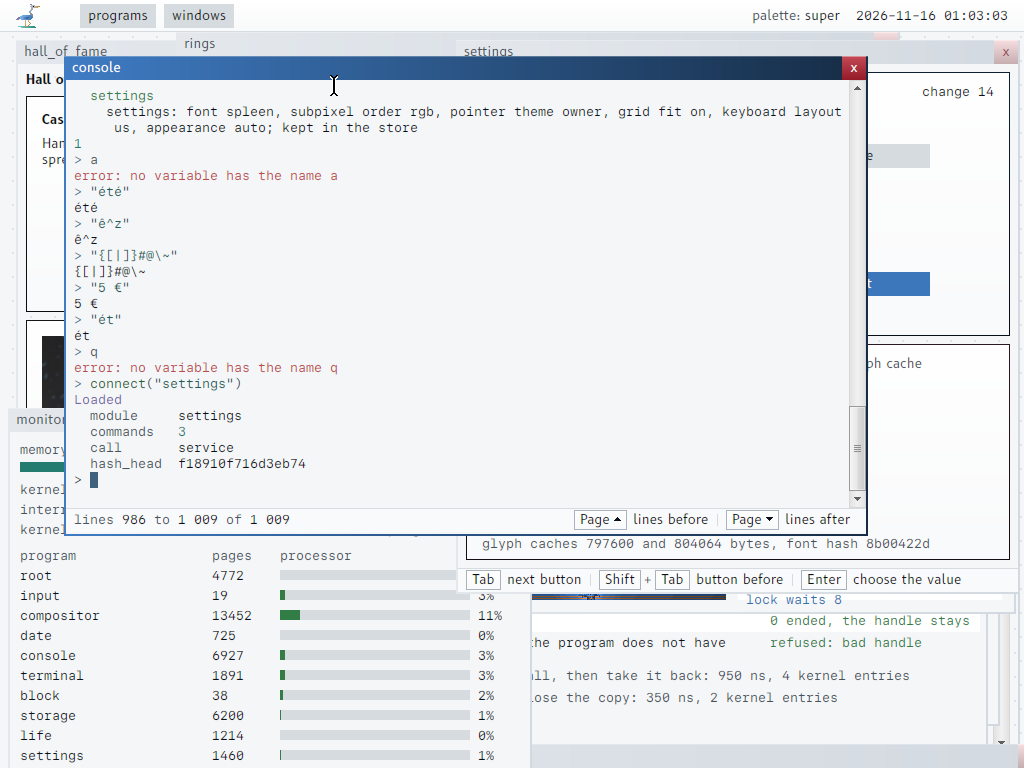 programs windows palette: super 2026-11-16 01:03:03
hall_of_fame rings settings x
Hall o
Cas
Han
spre
console x
settings
settings: font spleen, subpixel order rgb, pointer theme owner, grid fit on, keyboard layout
us, appearance auto; kept in the store
1
> a
error: no variable has the name a
> "été"
été
> "ê^z"
ê^z
> "{[|]}#@\~"
{[|]}#@\~
> "5 €"
5 €
> "ét"
ét
> q
error: no variable has the name q
> connect("settings")
Loaded
module settings
commands 3
call service
hash_head f18910f716d3eb74
>
lines 986 to 1 009 of 1 009 Page lines before Page lines after
change 14
e
t
ph cache
glyph caches 797600 and 804064 bytes, font hash 8b00422d
Tab next button Shift + Tab button before Enter choose the value
monitor
memory
kernel
inter
kernel
program pages processor
root 4772
input 19 3%
compositor 13452 11%
date 725 0%
console 6927 3%
terminal 1891 3%
block 38 2%
storage 6200 1%
life 1214 0%
settings 1460 1%
lock waits 8
0 ended, the handle stays
the program does not have refused: bad handle
all, then take it back: 950 ns, 4 kernel entries
ose the copy: 350 ns, 2 kernel entries